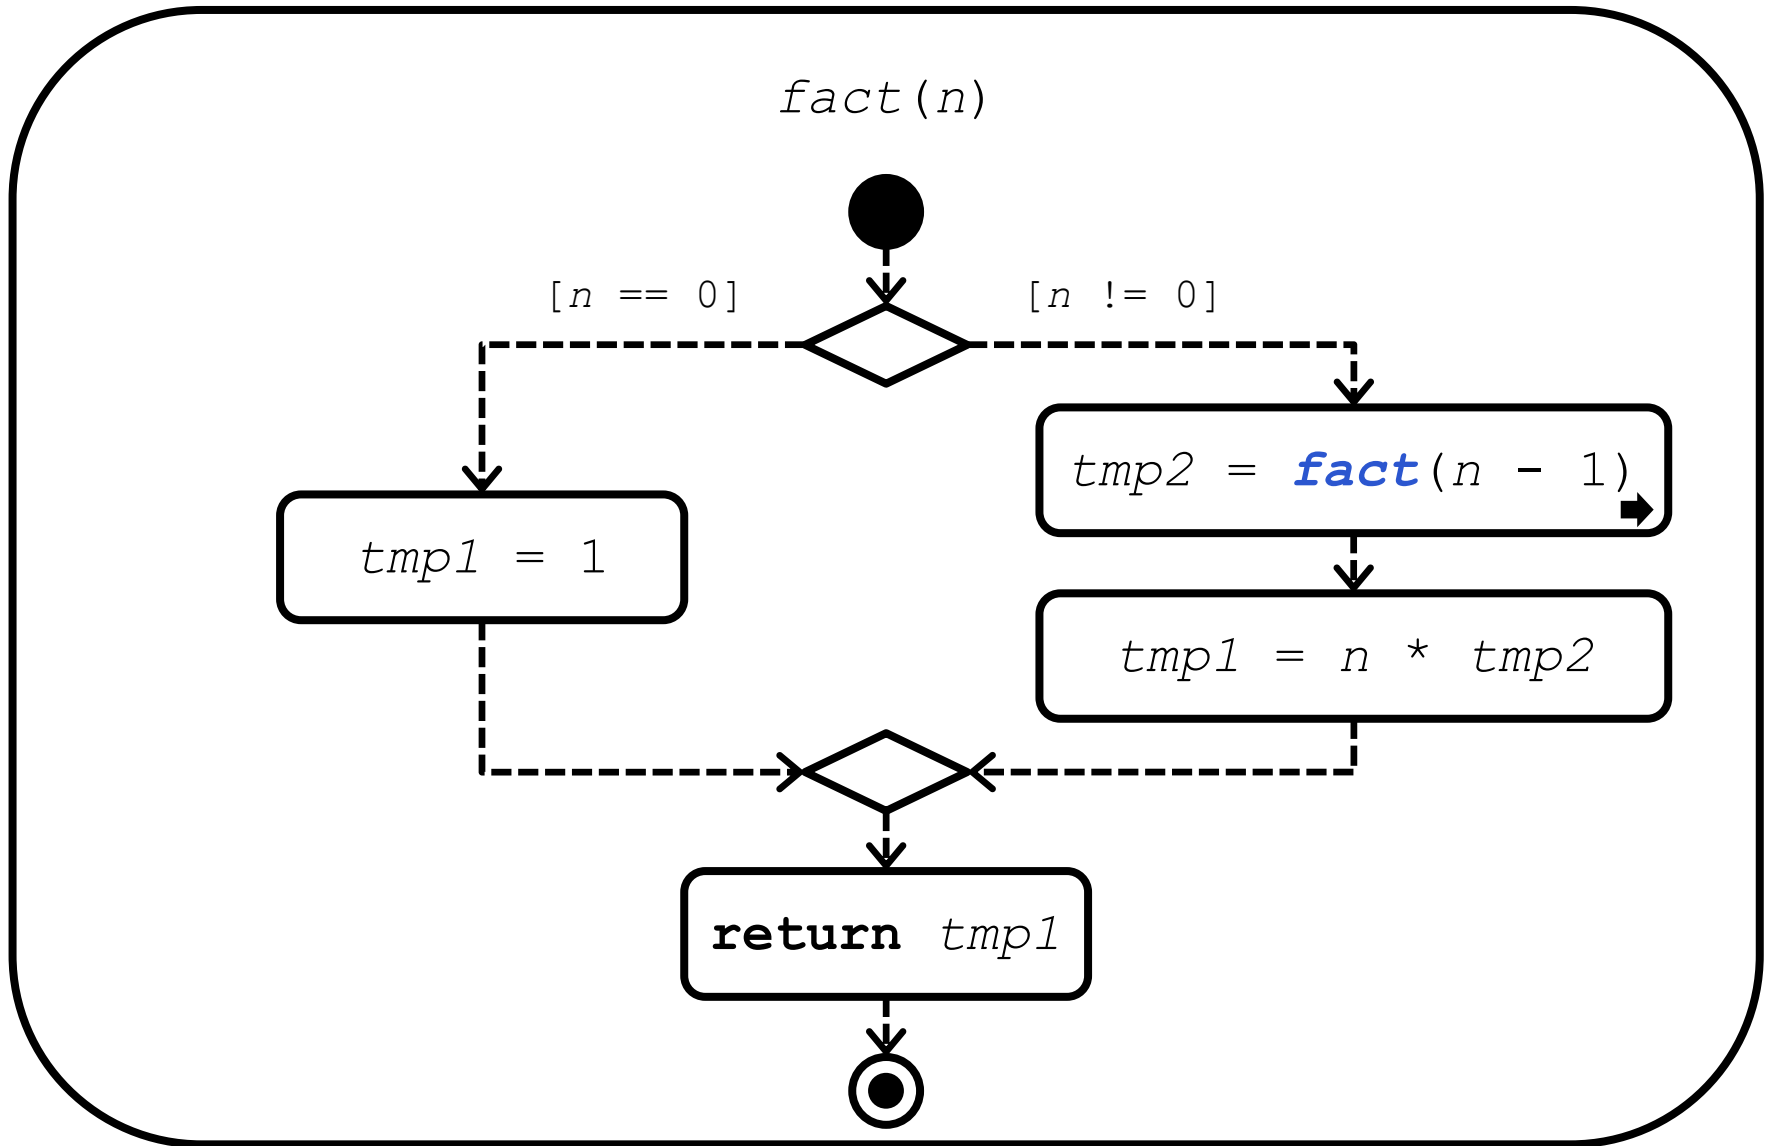 fact(n)
[n == 0]
[n != 0]
tmp2 = fact(n - 1)
tmp1 = 1
tmp1 = n * tmp2
return tmp1